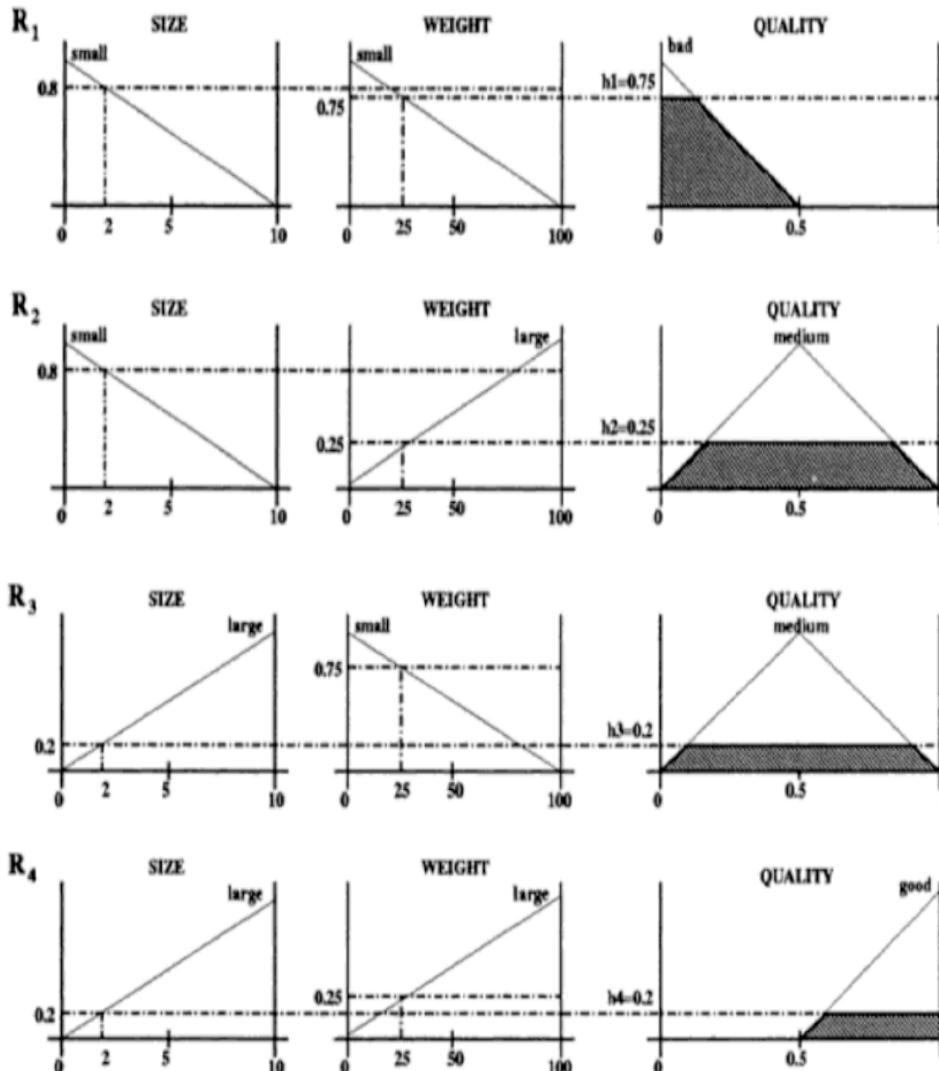 R1 SIZE WEIGHT QUALITY
small small bad
0.8 0.75 h1=0.75
0 2 5 10 0 25 50 100 0 0.5
R2 SIZE WEIGHT QUALITY
small large medium
0.8 0.25 h2=0.25
0 2 5 10 0 25 50 100 0 0.5
R3 SIZE WEIGHT QUALITY
large small medium
0.75
0.2 h3=0.2
0 2 5 10 0 25 50 100 0 0.5
R4 SIZE WEIGHT QUALITY
large large good
0.2 0.25 h4=0.2
0 2 5 10 0 25 50 100 0 0.5